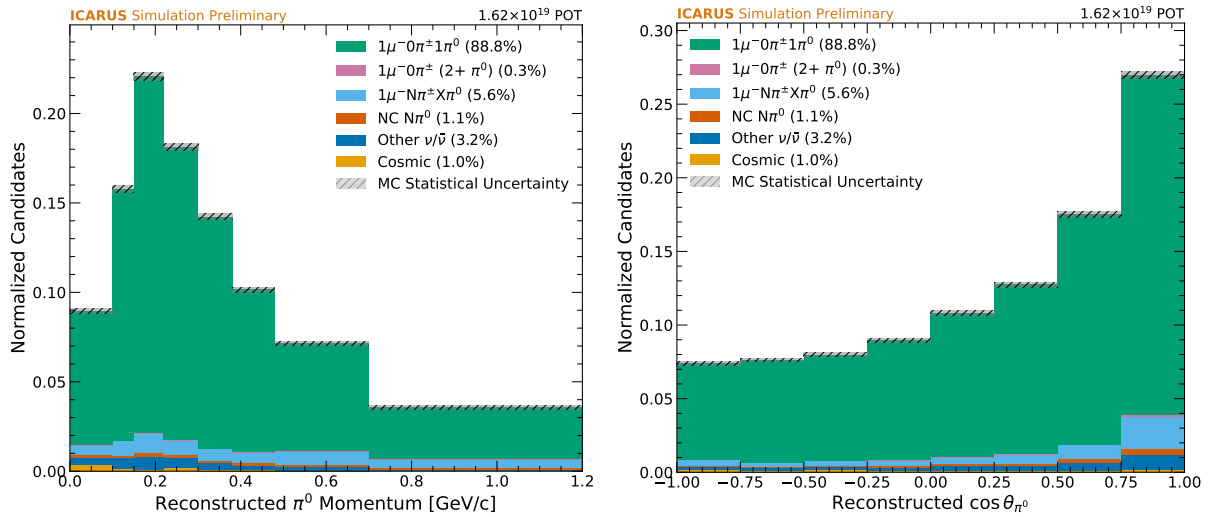 ICARUS Simulation Preliminary
1.62×10¹⁹ POT
1μ⁻0π±1π⁰ (88.8%)
1μ⁻0π± (2+ π⁰) (0.3%)
1μ⁻Nπ±Xπ⁰ (5.6%)
NC Nπ⁰ (1.1%)
Other ν/ν̄ (3.2%)
Cosmic (1.0%)
MC Statistical Uncertainty
Normalized Candidates
0.20
0.15
0.10
0.05
0.00
0.0 0.2 0.4 0.6 0.8 1.0 1.2
Reconstructed π⁰ Momentum [GeV/c]
ICARUS Simulation Preliminary
1.62×10¹⁹ POT
1μ⁻0π±1π⁰ (88.8%)
1μ⁻0π± (2+ π⁰) (0.3%)
1μ⁻Nπ±Xπ⁰ (5.6%)
NC Nπ⁰ (1.1%)
Other ν/ν̄ (3.2%)
Cosmic (1.0%)
MC Statistical Uncertainty
Normalized Candidates
0.30
0.25
0.20
0.15
0.10
0.05
0.00
−1.00 −0.75 −0.50 −0.25 0.00 0.25 0.50 0.75 1.00
Reconstructed cos θπ⁰